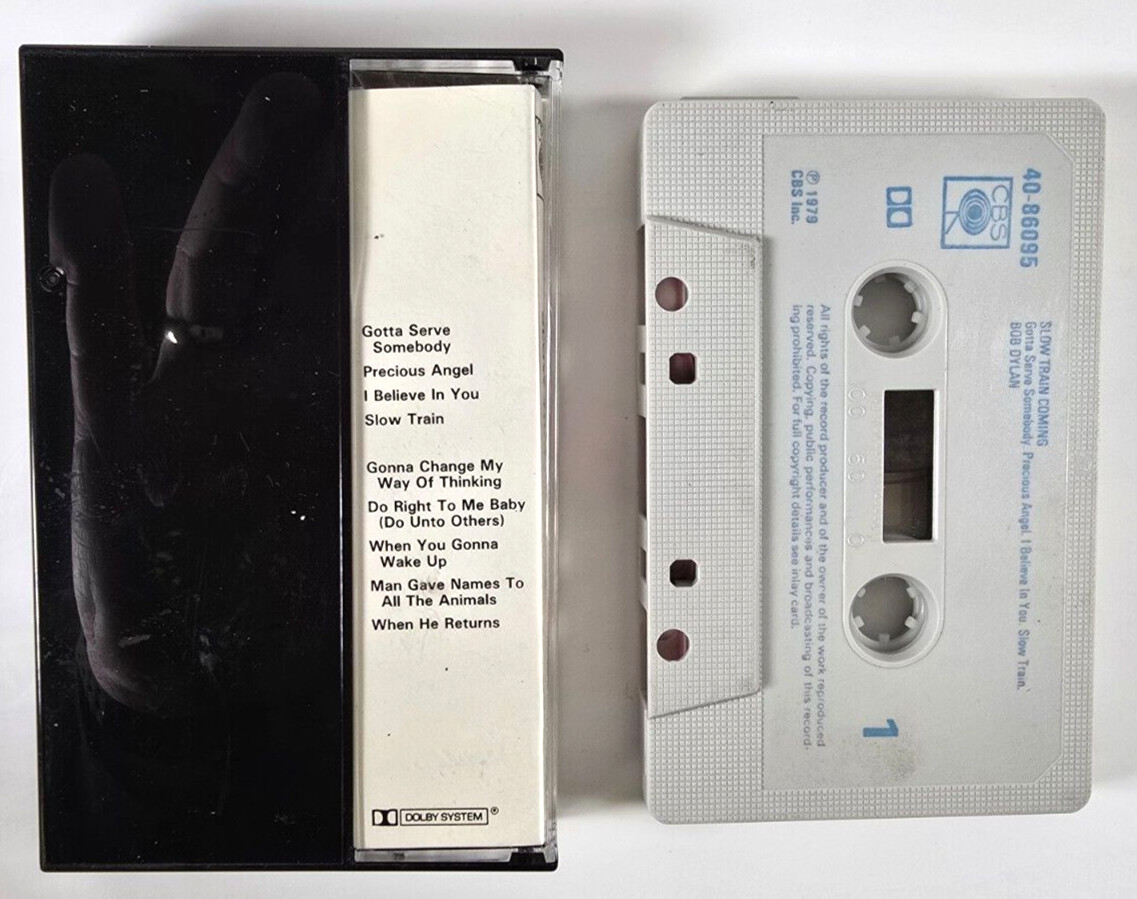 Gotta Serve
Somebody
Precious Angel
I Believe In You
Slow Train
Gonna Change My
Way Of Thinking
Do Right To Me Baby
(Do Unto Others)
When You Gonna
Wake Up
Man Gave Names To
All The Animals
When He Returns
DOLBY SYSTEM®
40-86095
CBS
℗ 1979
CBS Inc.
SLOW TRAIN COMING
Gotta Serve Somebody. Precious Angel. I Believe In You. Slow Train.
BOB DYLAN
1
All rights of the record producer and of the owner of the work reproduced
reserved. Copying, public performances and broadcasting of this record-
ing prohibited. For full copyright details see inlay card.